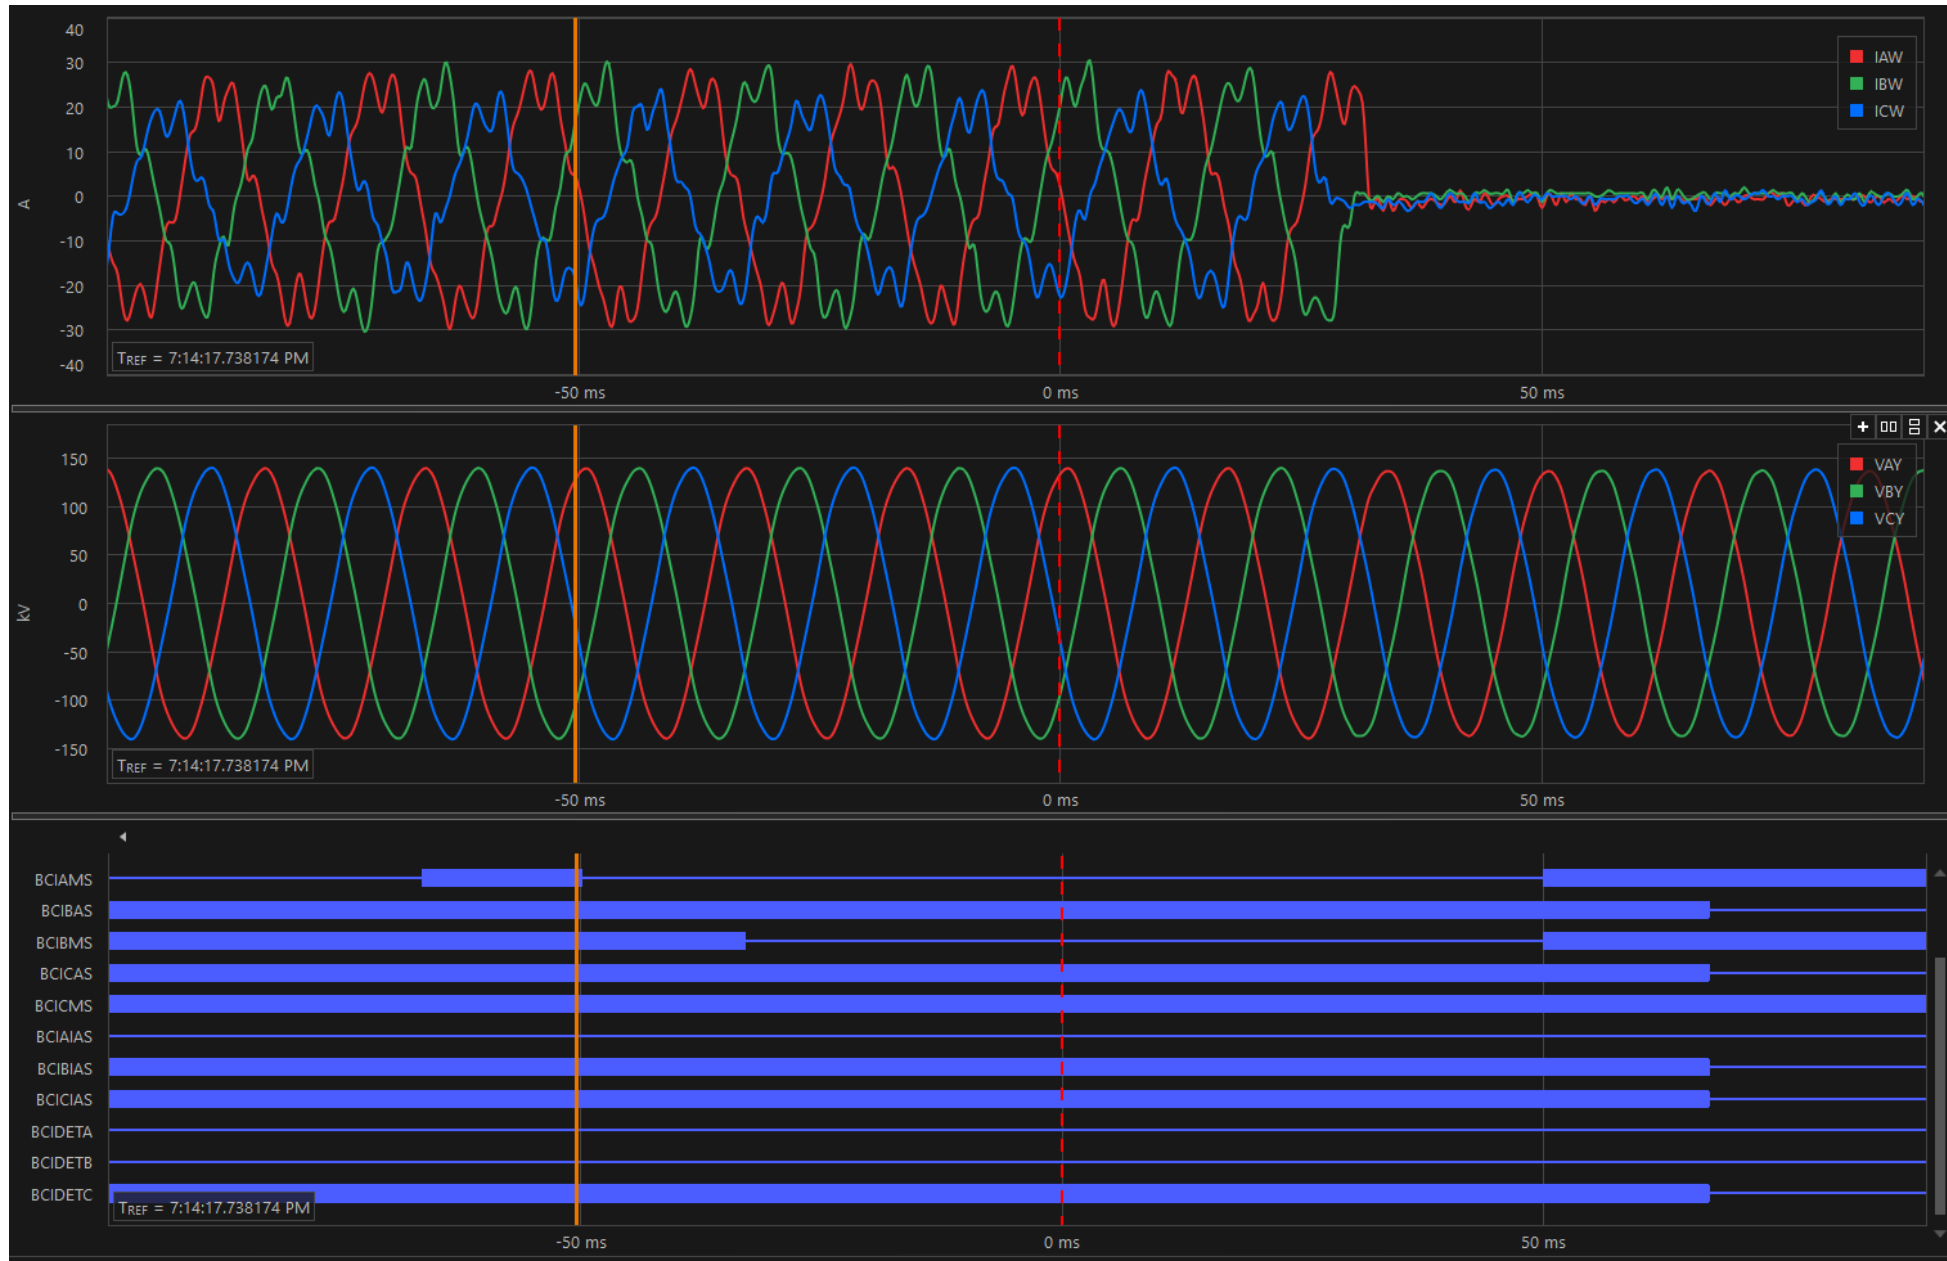 40
30
20
10
0
-10
-20
-30
-40
A
IAW
IBW
ICW
TREF = 7:14:17.738174 PM
-50 ms
0 ms
50 ms
150
100
50
0
-50
-100
-150
kV
VAY
VBY
VCY
TREF = 7:14:17.738174 PM
-50 ms
0 ms
50 ms
BCIAMS
BCIBAS
BCIBMS
BCICAS
BCICMS
BCIAIAS
BCIBIAS
BCICIAS
BCIDETA
BCIDETB
BCIDETC
TREF = 7:14:17.738174 PM
-50 ms
0 ms
50 ms